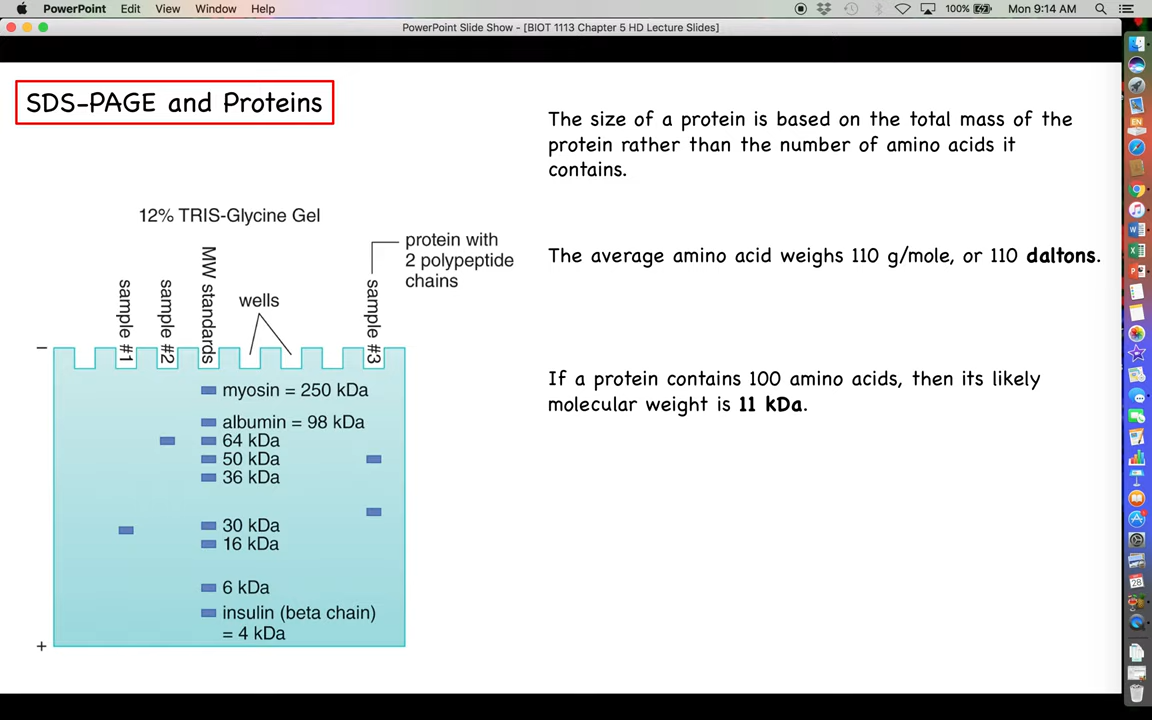 PowerPoint Edit View Window Help 100% Mon 9:14 AM
PowerPoint Slide Show - [BIOT 1113 Chapter 5 HD Lecture Slides]
SDS-PAGE and Proteins
The size of a protein is based on the total mass of the
protein rather than the number of amino acids it
contains.
The average amino acid weighs 110 g/mole, or 110 daltons.
If a protein contains 100 amino acids, then its likely
molecular weight is 11 kDa.
12% TRIS-Glycine Gel
protein with
2 polypeptide
chains
sample #1
sample #2
MW standards
wells
sample #3
−
myosin = 250 kDa
albumin = 98 kDa
64 kDa
50 kDa
36 kDa
30 kDa
16 kDa
6 kDa
insulin (beta chain)
= 4 kDa
+
EN
28